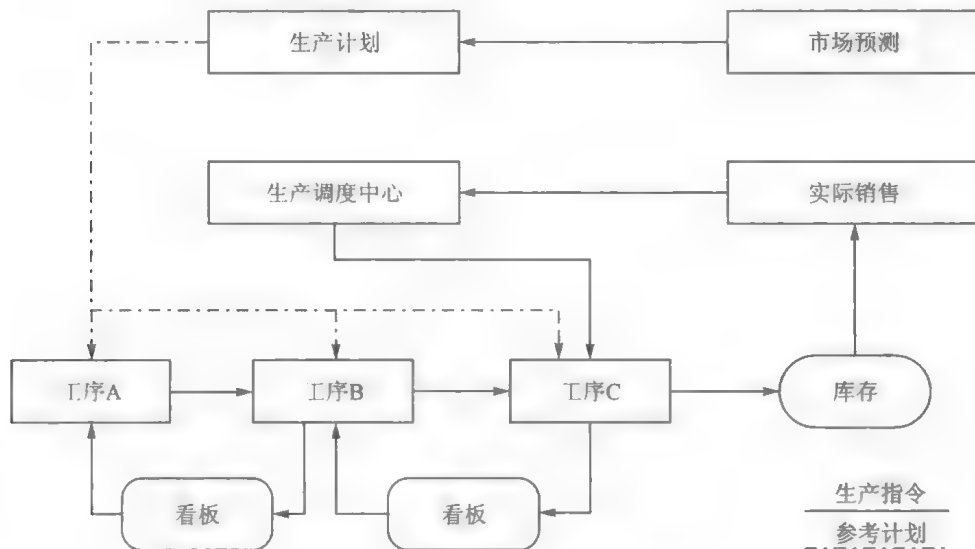 生产计划
市场预测
生产调度中心
实际销售
工序A
工序B
工序C
库存
看板
看板
生产指令
参考计划